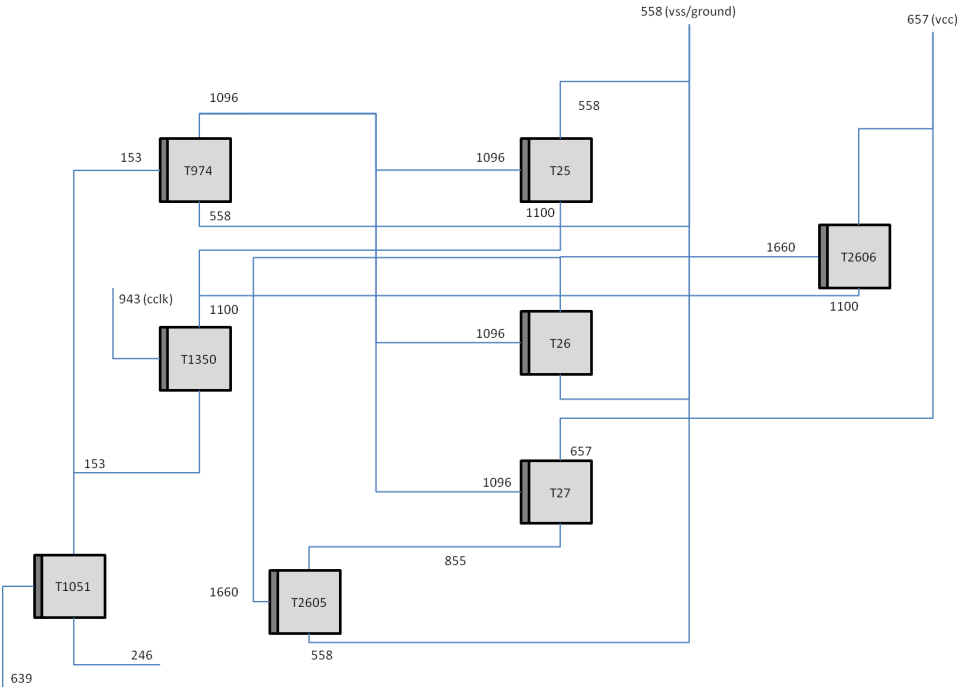 558 (vss/ground)
657 (vcc)
1096
558
153
T974
1096
T25
558
1100
1660
T2606
943 (cclk)
1100
1100
T1350
1096
T26
657
153
1096
T27
855
T1051
1660
T2605
246
558
639